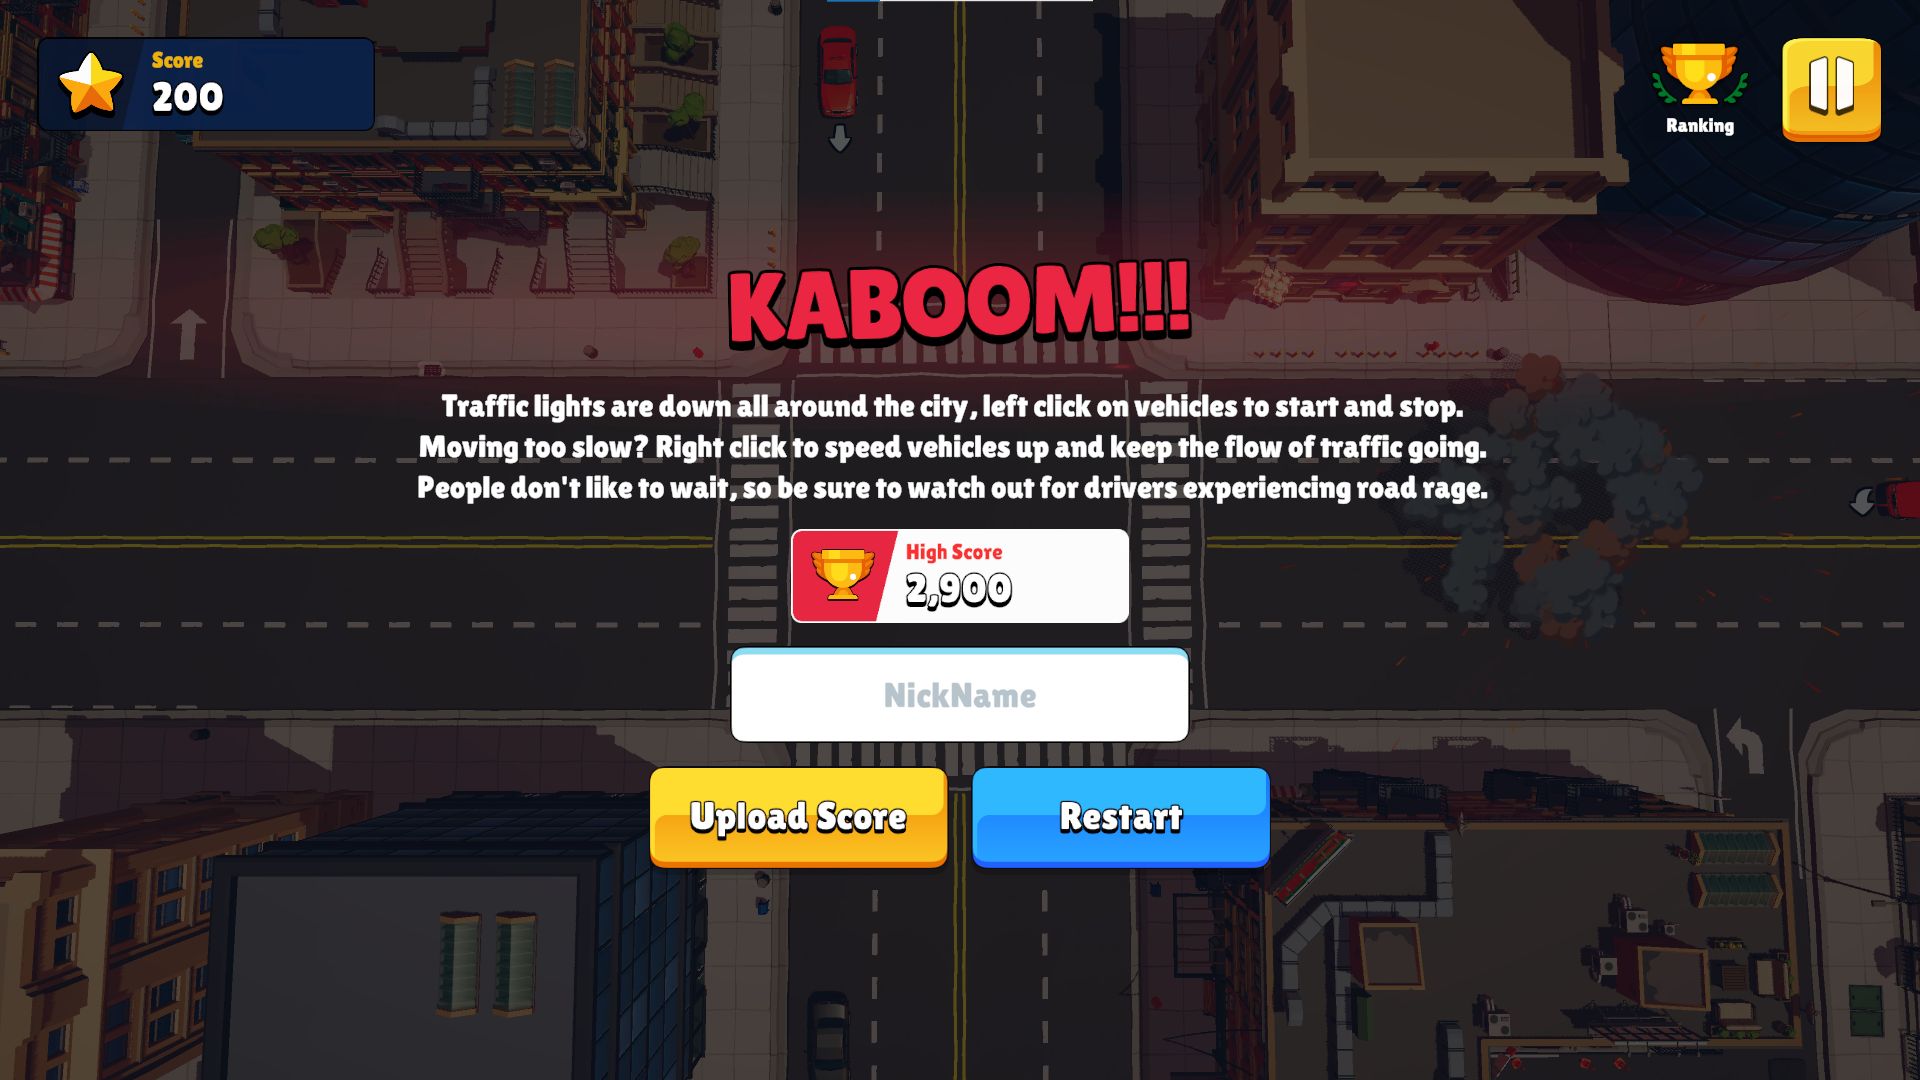 Score
200
Ranking
KABOOM!!!
Traffic lights are down all around the city, left click on vehicles to start and stop.
Moving too slow? Right click to speed vehicles up and keep the flow of traffic going.
People don't like to wait, so be sure to watch out for drivers experiencing road rage.
High Score
2,900
NickName
Upload Score
Restart